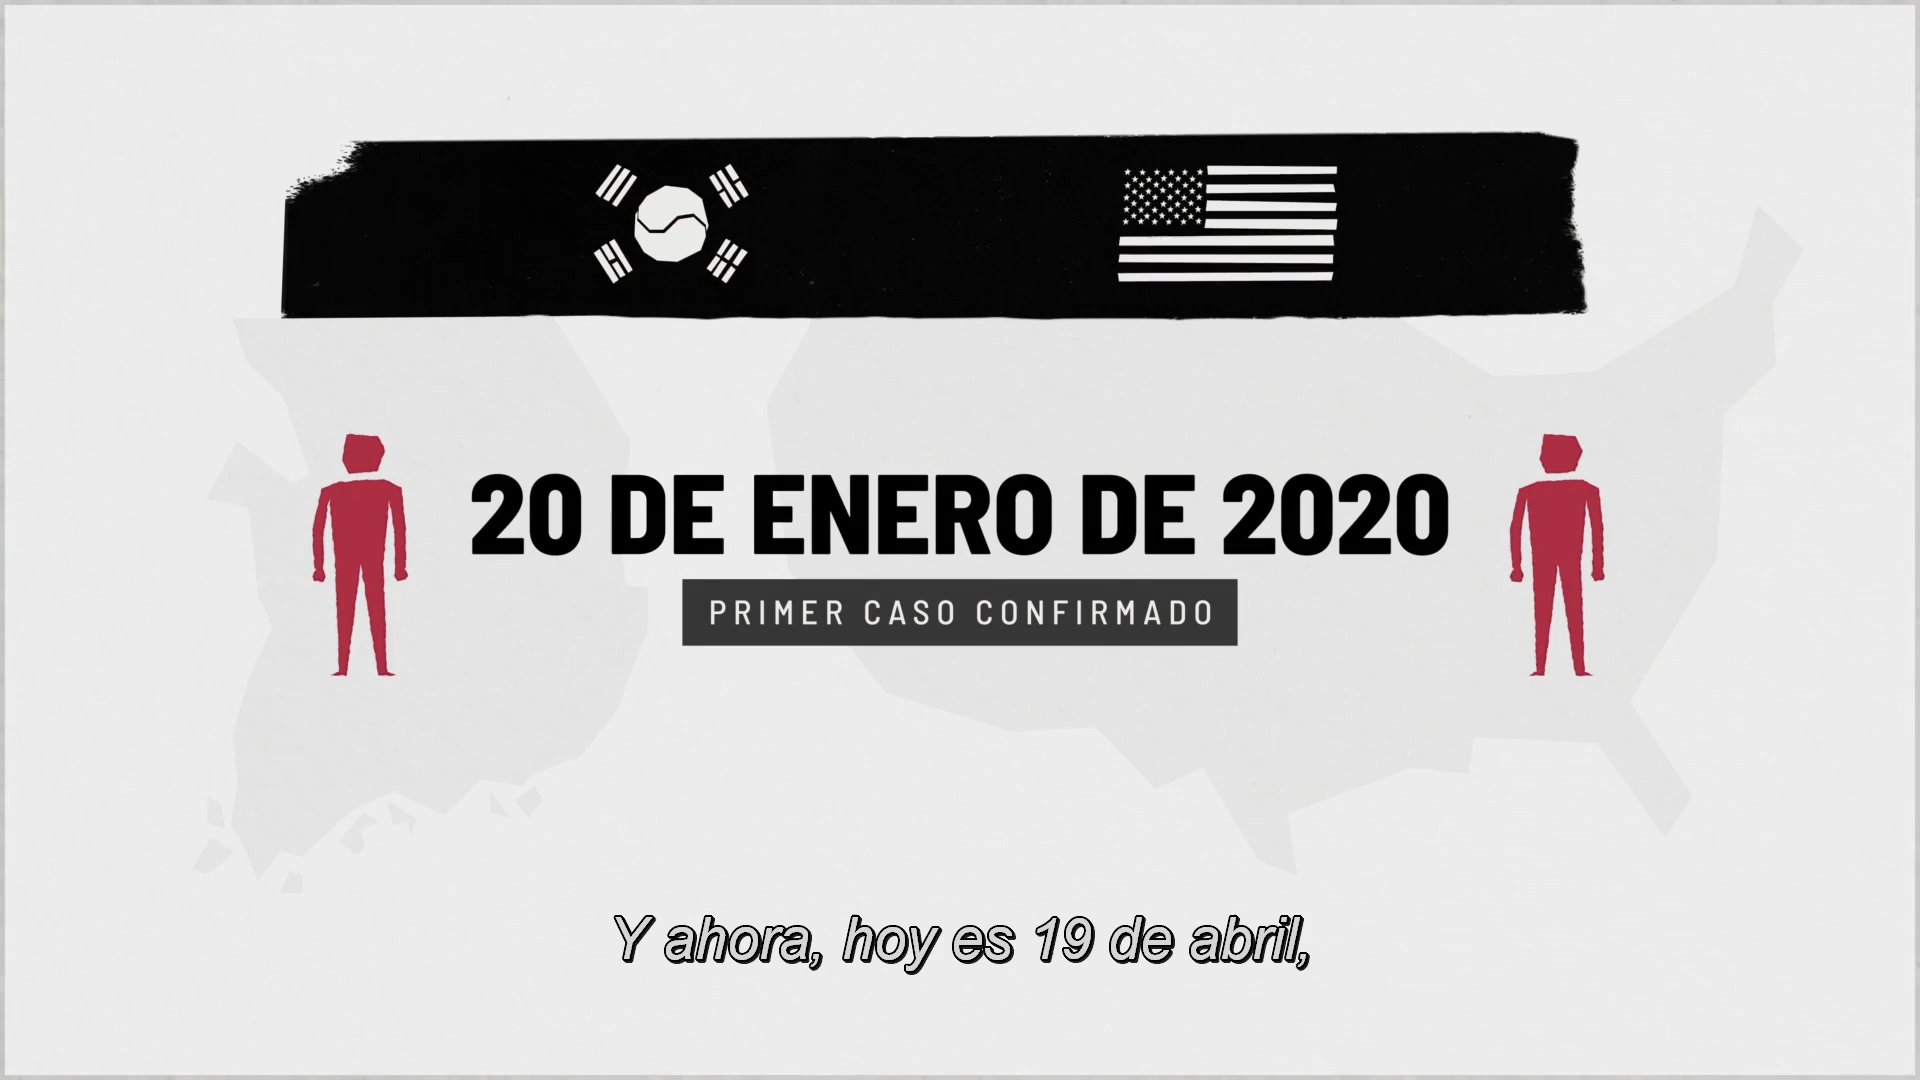 20 DE ENERO DE 2020
PRIMER CASO CONFIRMADO
Y ahora, hoy es 19 de abril,